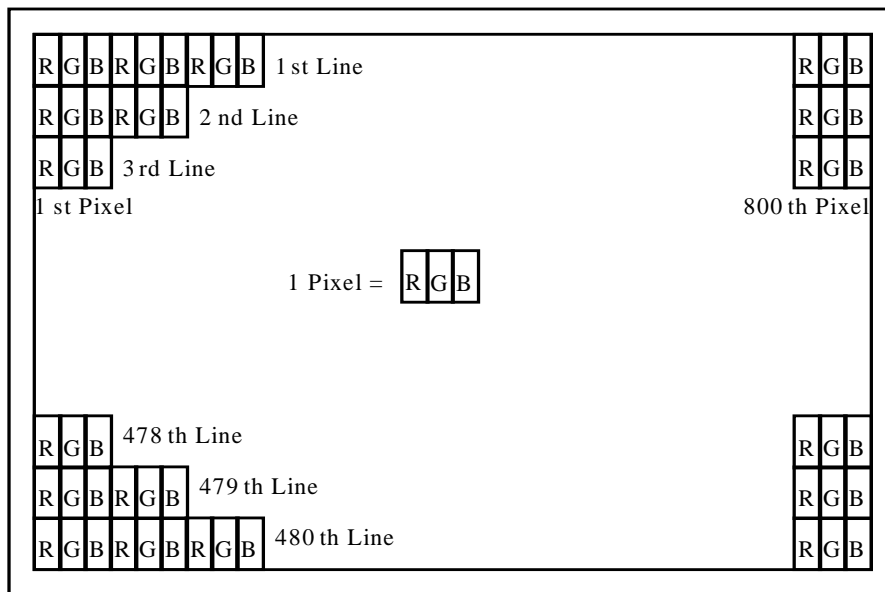 R G B R G B R G B 1 st Line R G B
R G B R G B 2 nd Line R G B
R G B 3 rd Line R G B
1 st Pixel 800 th Pixel
1 Pixel = R G B
R G B 478 th Line R G B
R G B R G B 479 th Line R G B
R G B R G B R G B 480 th Line R G B